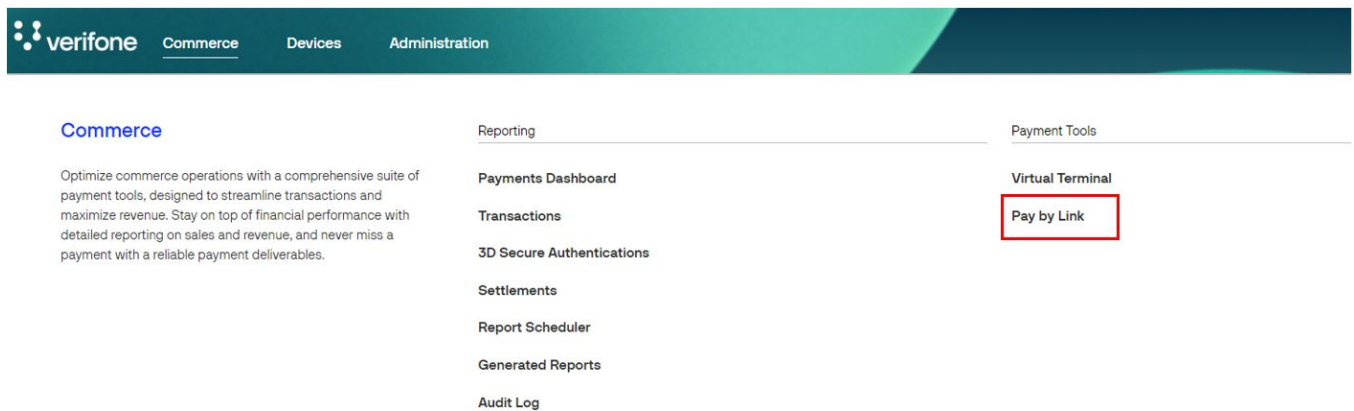 verifone Commerce Devices Administration
Commerce
Optimize commerce operations with a comprehensive suite of
payment tools, designed to streamline transactions and
maximize revenue. Stay on top of financial performance with
detailed reporting on sales and revenue, and never miss a
payment with a reliable payment deliverables.
Reporting
Payments Dashboard
Transactions
3D Secure Authentications
Settlements
Report Scheduler
Generated Reports
Audit Log
Payment Tools
Virtual Terminal
Pay by Link